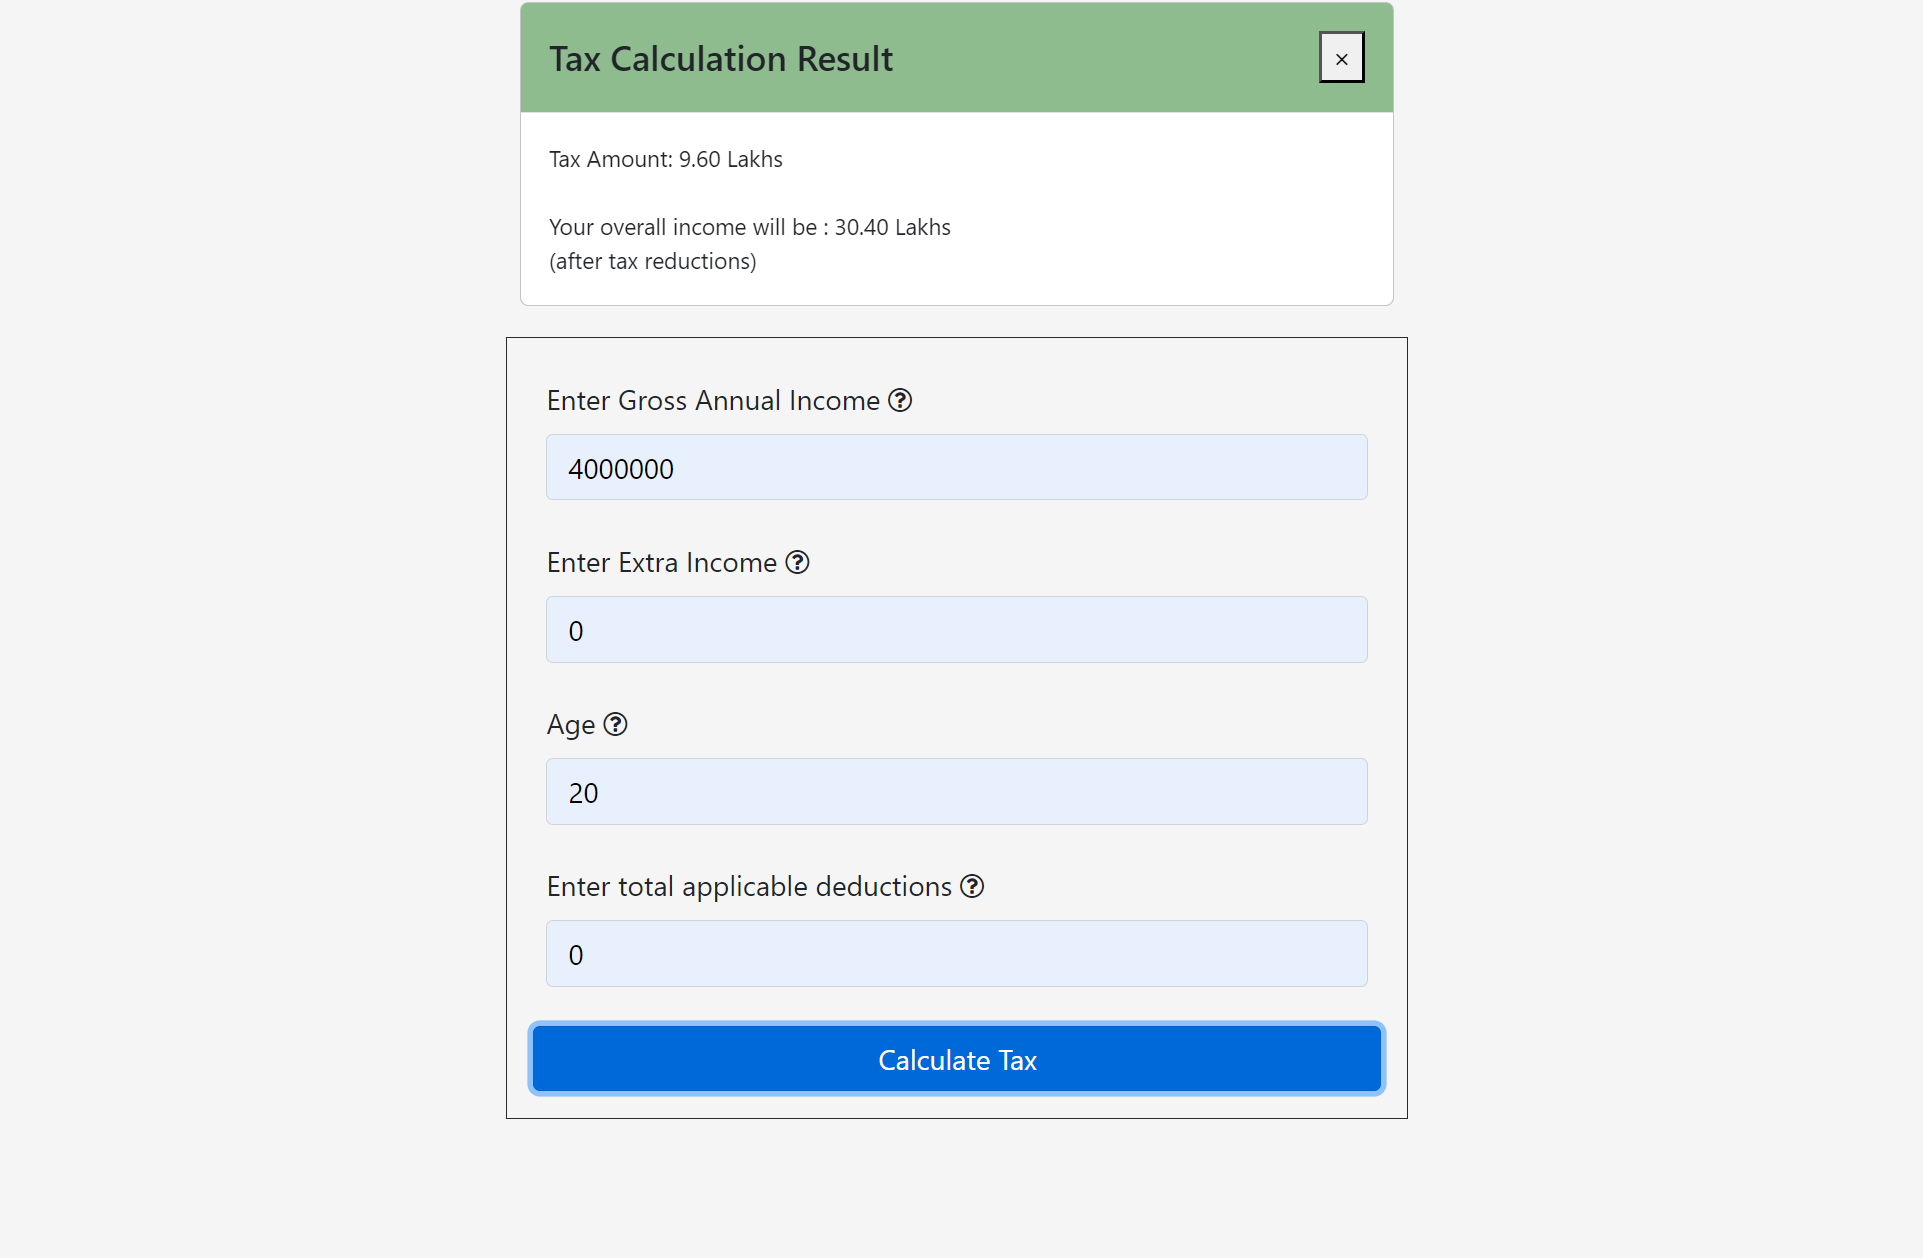 Tax Calculation Result
×
Tax Amount: 9.60 Lakhs
Your overall income will be : 30.40 Lakhs
(after tax reductions)
Enter Gross Annual Income ?
4000000
Enter Extra Income ?
0
Age ?
20
Enter total applicable deductions ?
0
Calculate Tax